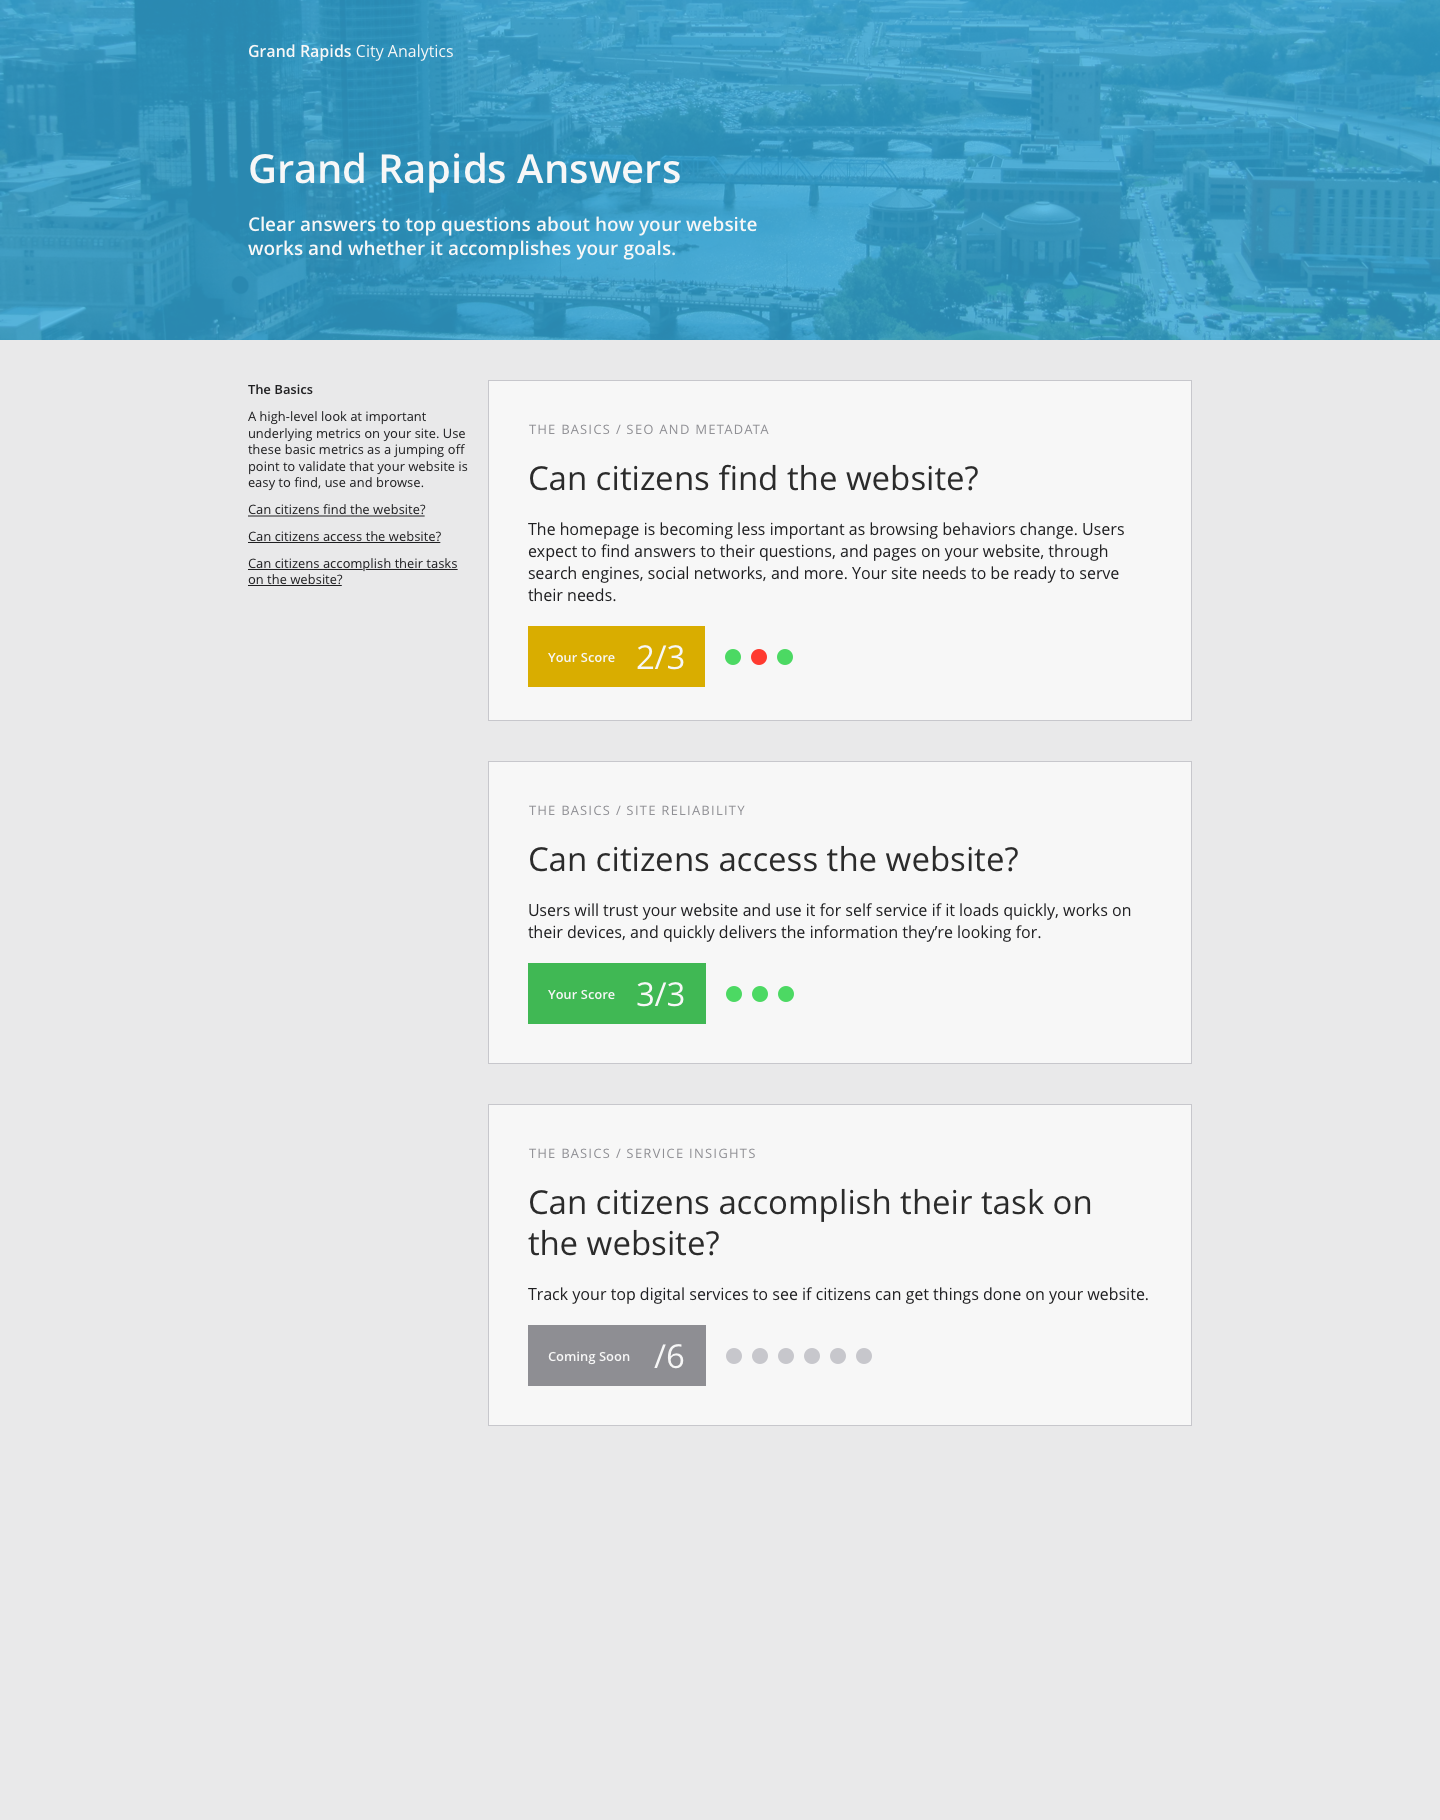 Grand Rapids City Analytics
Grand Rapids Answers
Clear answers to top questions about how your website
works and whether it accomplishes your goals.
The Basics
A high-level look at important
underlying metrics on your site. Use
these basic metrics as a jumping off
point to validate that your website is
easy to find, use and browse.
Can citizens find the website?
Can citizens access the website?
Can citizens accomplish their tasks
on the website?
THE BASICS / SEO AND METADATA
Can citizens find the website?
The homepage is becoming less important as browsing behaviors change. Users
expect to find answers to their questions, and pages on your website, through
search engines, social networks, and more. Your site needs to be ready to serve
their needs.
Your Score 2/3
THE BASICS / SITE RELIABILITY
Can citizens access the website?
Users will trust your website and use it for self service if it loads quickly, works on
their devices, and quickly delivers the information they’re looking for.
Your Score 3/3
THE BASICS / SERVICE INSIGHTS
Can citizens accomplish their task on
the website?
Track your top digital services to see if citizens can get things done on your website.
Coming Soon /6